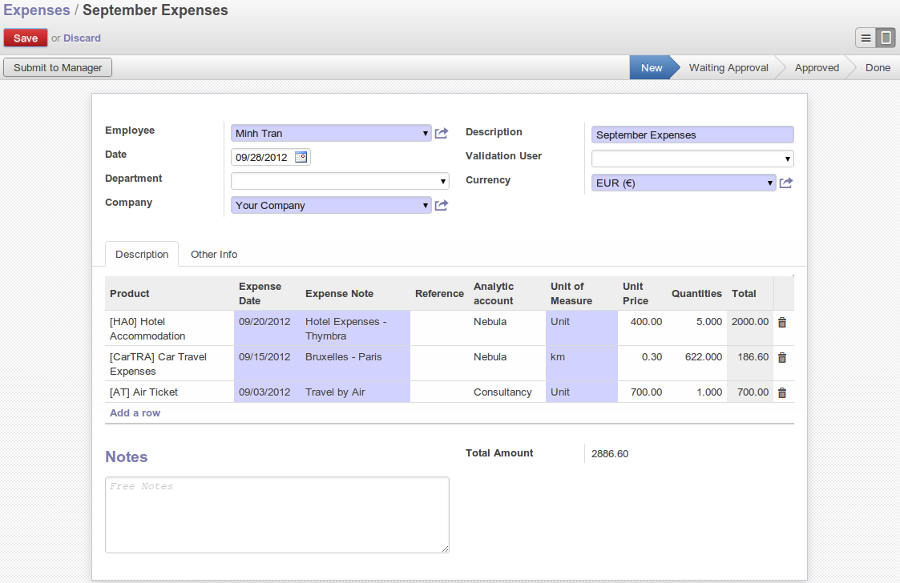 Expenses / September Expenses
Save or Discard
Submit to Manager
New Waiting Approval Approved Done
Employee Minh Tran
Date 09/28/2012
Department
Company Your Company
Description September Expenses
Validation User
Currency EUR (€)
Description Other Info
Product Expense Date Expense Note Reference Analytic account Unit of Measure Unit Price Quantities Total
[HA0] Hotel Accommodation 09/20/2012 Hotel Expenses - Thymbra Nebula Unit 400.00 5.000 2000.00
[CarTRA] Car Travel Expenses 09/15/2012 Bruxelles - Paris Nebula km 0.30 622.000 186.60
[AT] Air Ticket 09/03/2012 Travel by Air Consultancy Unit 700.00 1.000 700.00
Add a row
Notes
Free Notes
Total Amount 2886.60